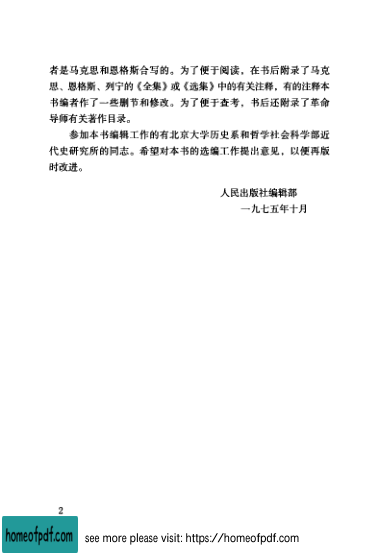 者是马克思和恩格斯合写的。为了便于阅读，在书后附录了马克
思、恩格斯、列宁的《全集》或《选集》中的有关注释，有的注释本
书编者作了一些删节和修改。为了便于查考，书后还附录了革命
导师有关著作目录。
参加本书编辑工作的有北京大学历史系和哲学社会科学部近
代史研究所的同志。希望对本书的选编工作提出意见，以便再版
时改进。
人民出版社编辑部
一九七五年十月
2
homeofpdf.com
see more please visit: https://homeofpdf.com